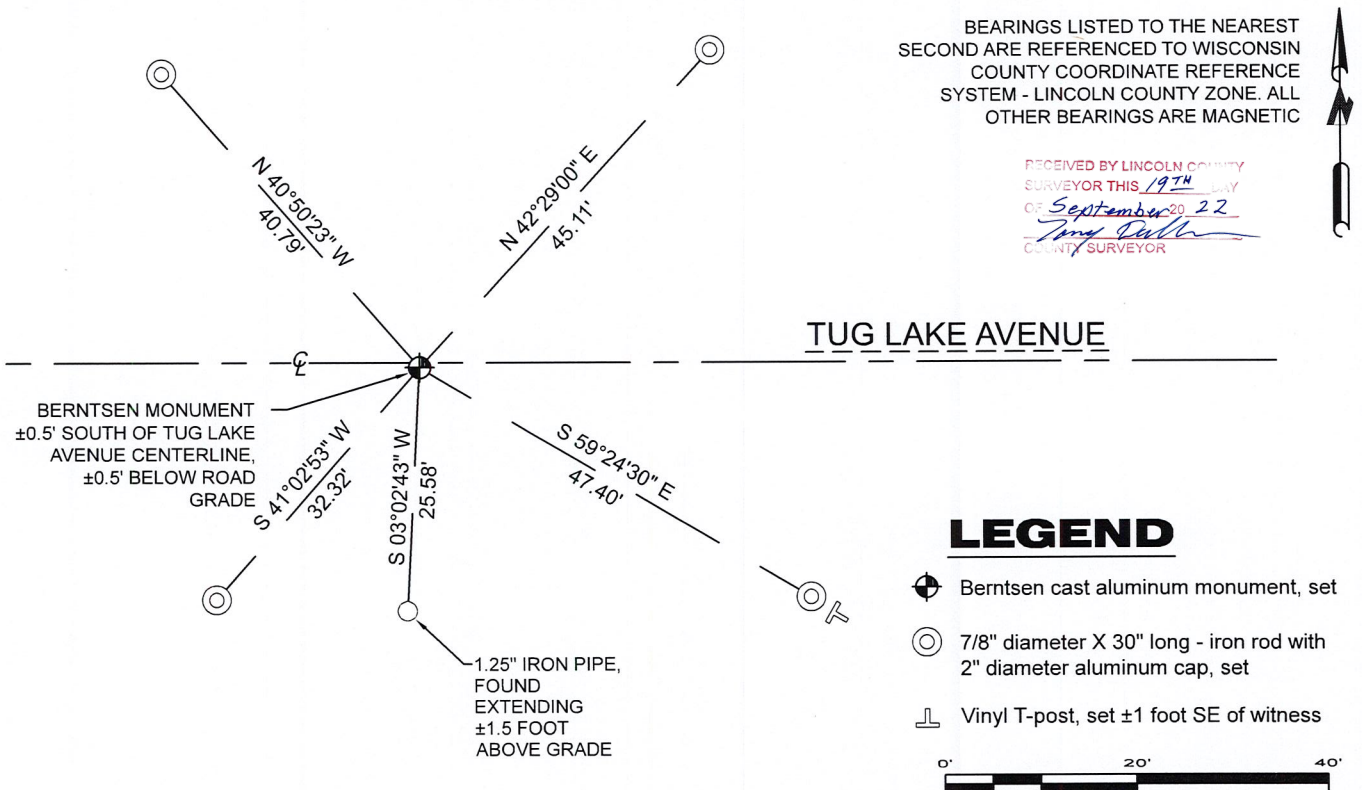 BEARINGS LISTED TO THE NEAREST
SECOND ARE REFERENCED TO WISCONSIN
COUNTY COORDINATE REFERENCE
SYSTEM - LINCOLN COUNTY ZONE. ALL
OTHER BEARINGS ARE MAGNETIC
N
RECEIVED BY LINCOLN COUNTY
SURVEYOR THIS 19TH DAY
OF September 20 22
COUNTY SURVEYOR
N 40°50'23" W
40.79'
N 42°29'00" E
45.11'
TUG LAKE AVENUE
CL
BERNTSEN MONUMENT
±0.5' SOUTH OF TUG LAKE
AVENUE CENTERLINE,
±0.5' BELOW ROAD
GRADE
S 41°02'53" W
32.32'
S 03°02'43" W
25.58'
S 59°24'30" E
47.40'
1.25" IRON PIPE,
FOUND
EXTENDING
±1.5 FOOT
ABOVE GRADE
LEGEND
Berntsen cast aluminum monument, set
7/8" diameter X 30" long - iron rod with
2" diameter aluminum cap, set
Vinyl T-post, set ±1 foot SE of witness
0' 20' 40'